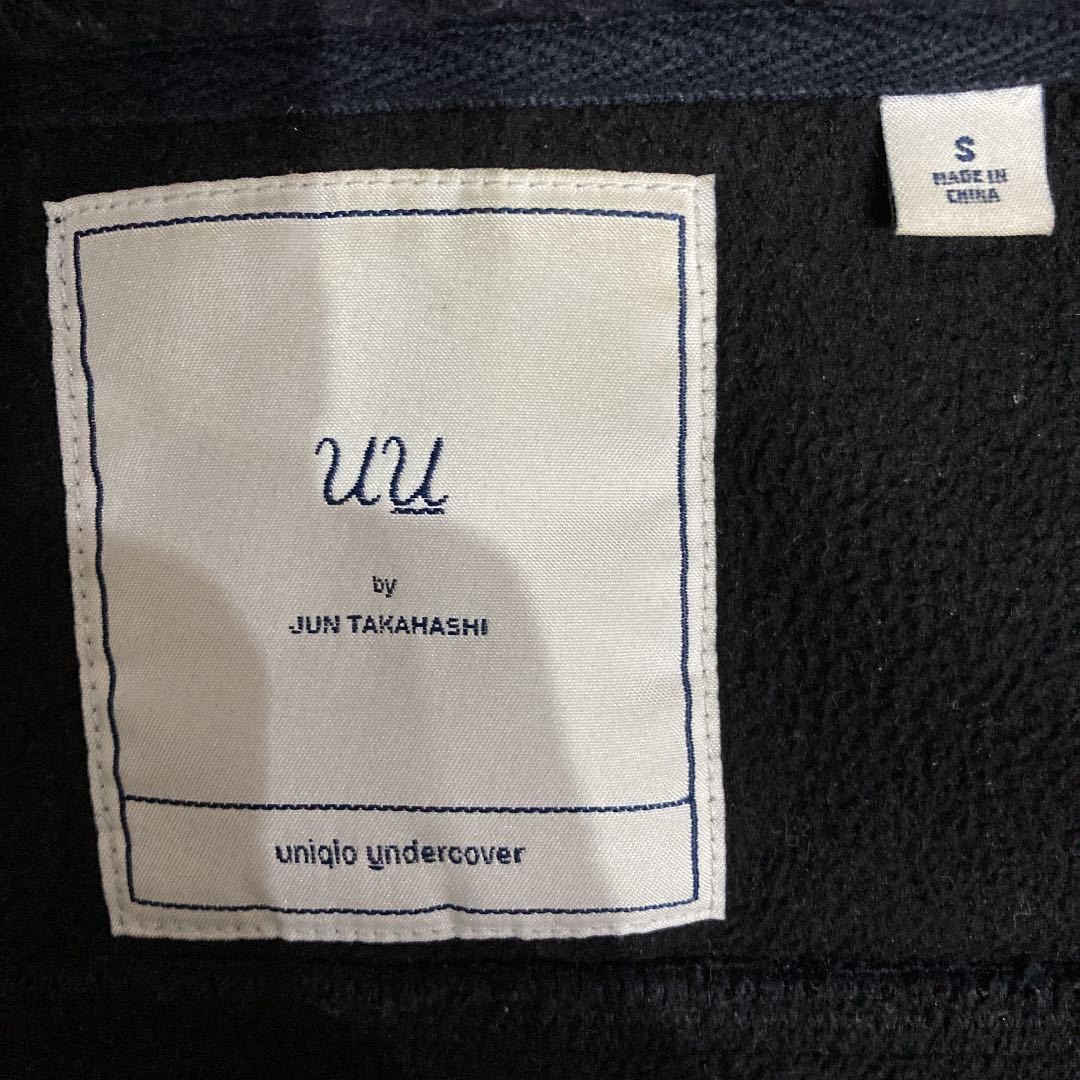 S
MADE IN
CHINA
uu
by
JUN TAKAHASHI
uniqlo undercover